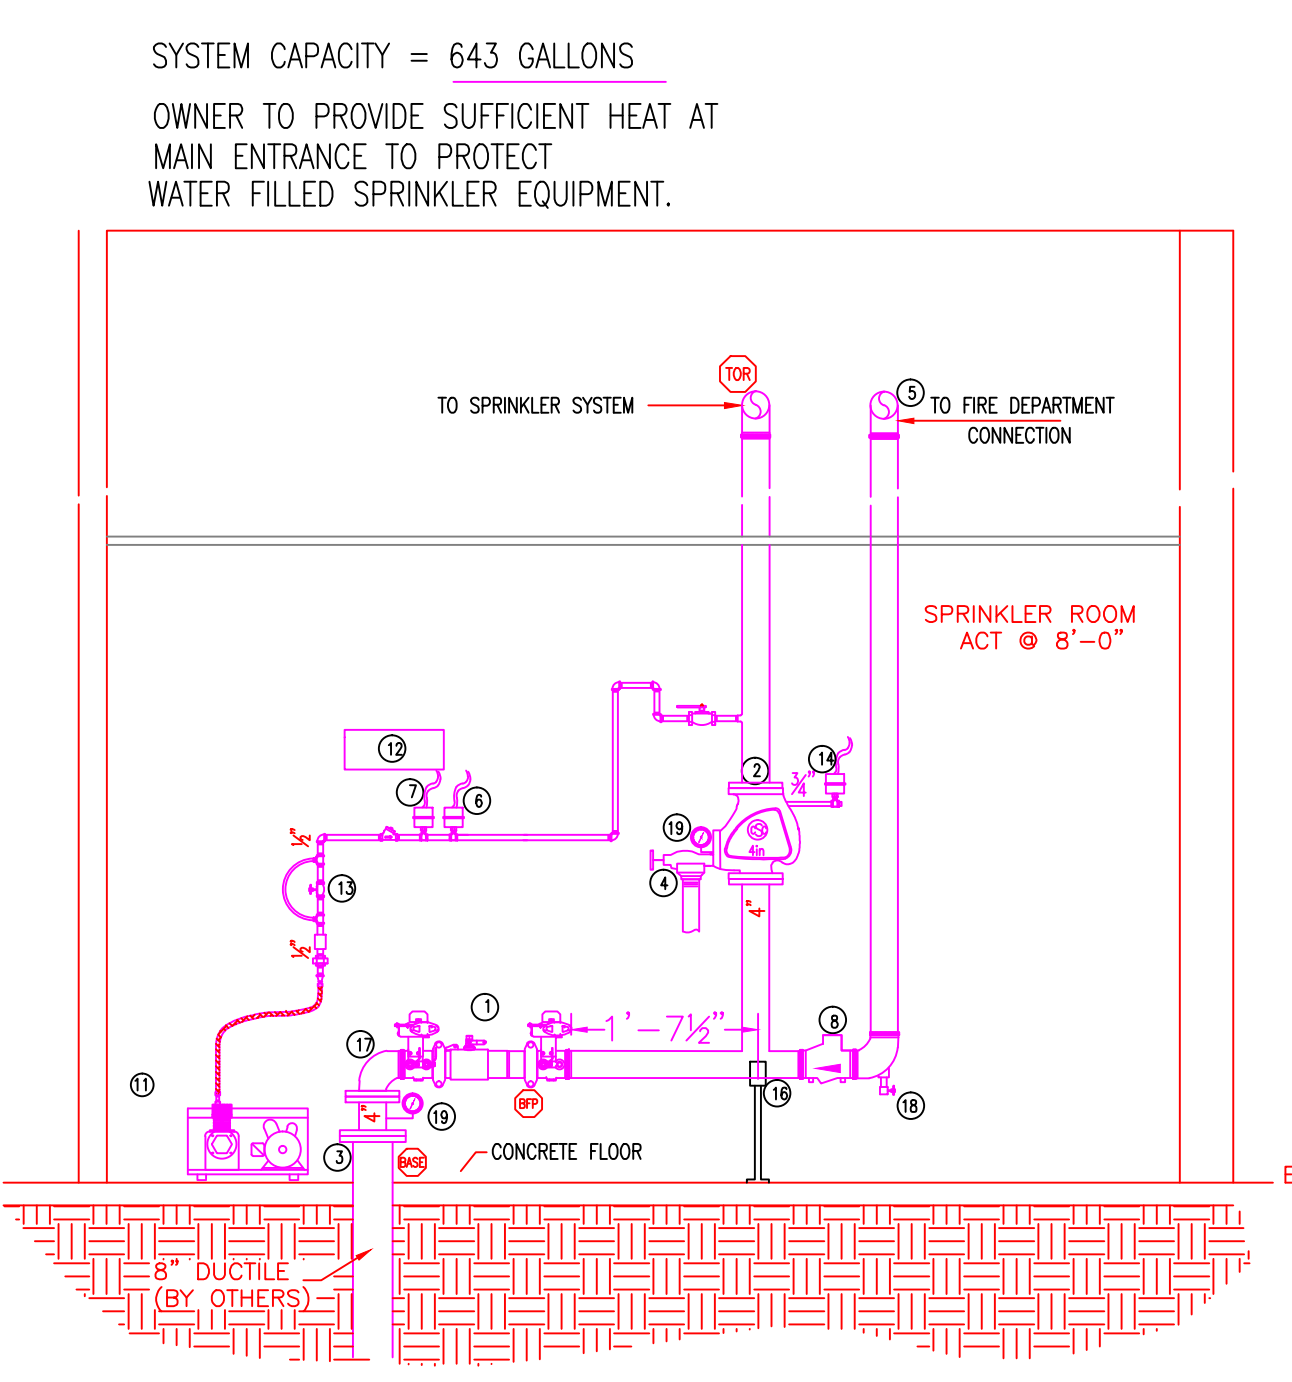 SYSTEM CAPACITY = 643 GALLONS
OWNER TO PROVIDE SUFFICIENT HEAT AT
MAIN ENTRANCE TO PROTECT
WATER FILLED SPRINKLER EQUIPMENT.
TOR
5
TO SPRINKLER SYSTEM
TO FIRE DEPARTMENT
CONNECTION
SPRINKLER ROOM
ACT @ 8'-0"
12
2
14
3/4"
7
6
19
1/2"
4in
4
13
4"
1/2"
1
1'-7 1/2"
8
17
11
16
4"
19
BFP
18
3
BASE
CONCRETE FLOOR
8" DUCTILE
(BY OTHERS)